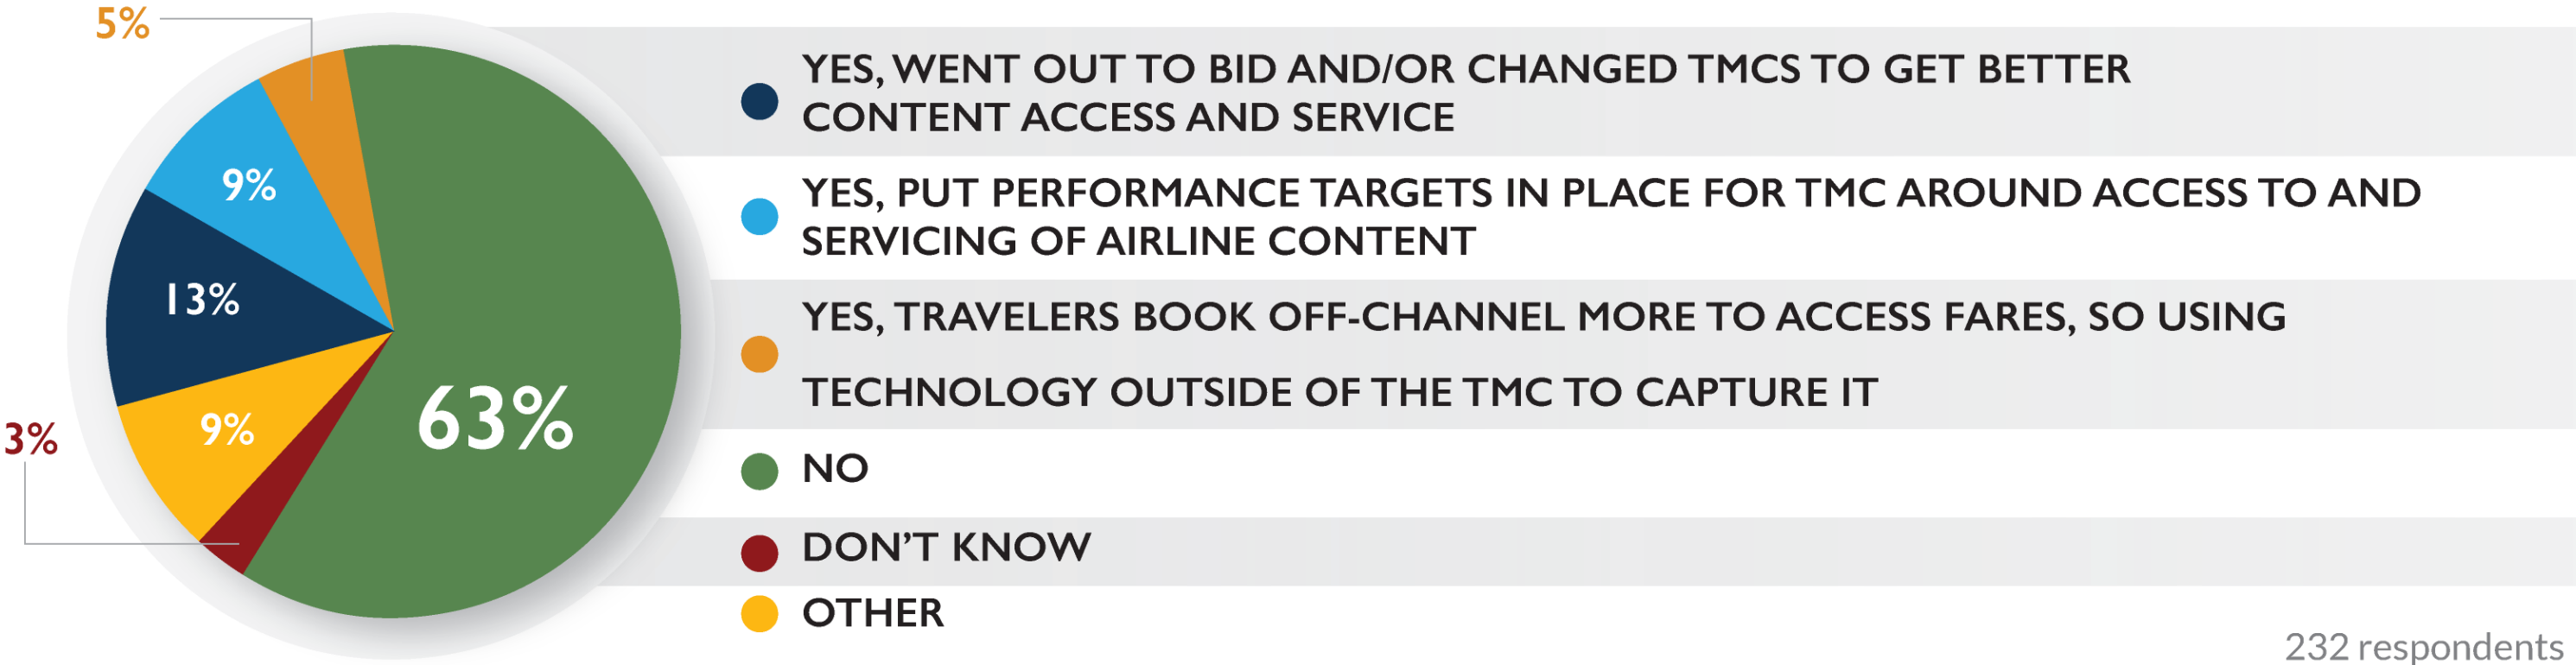 5%
9%
13%
9%
3%
63%
YES, WENT OUT TO BID AND/OR CHANGED TMCS TO GET BETTER
CONTENT ACCESS AND SERVICE
YES, PUT PERFORMANCE TARGETS IN PLACE FOR TMC AROUND ACCESS TO AND
SERVICING OF AIRLINE CONTENT
YES, TRAVELERS BOOK OFF-CHANNEL MORE TO ACCESS FARES, SO USING
TECHNOLOGY OUTSIDE OF THE TMC TO CAPTURE IT
NO
DON’T KNOW
OTHER
232 respondents